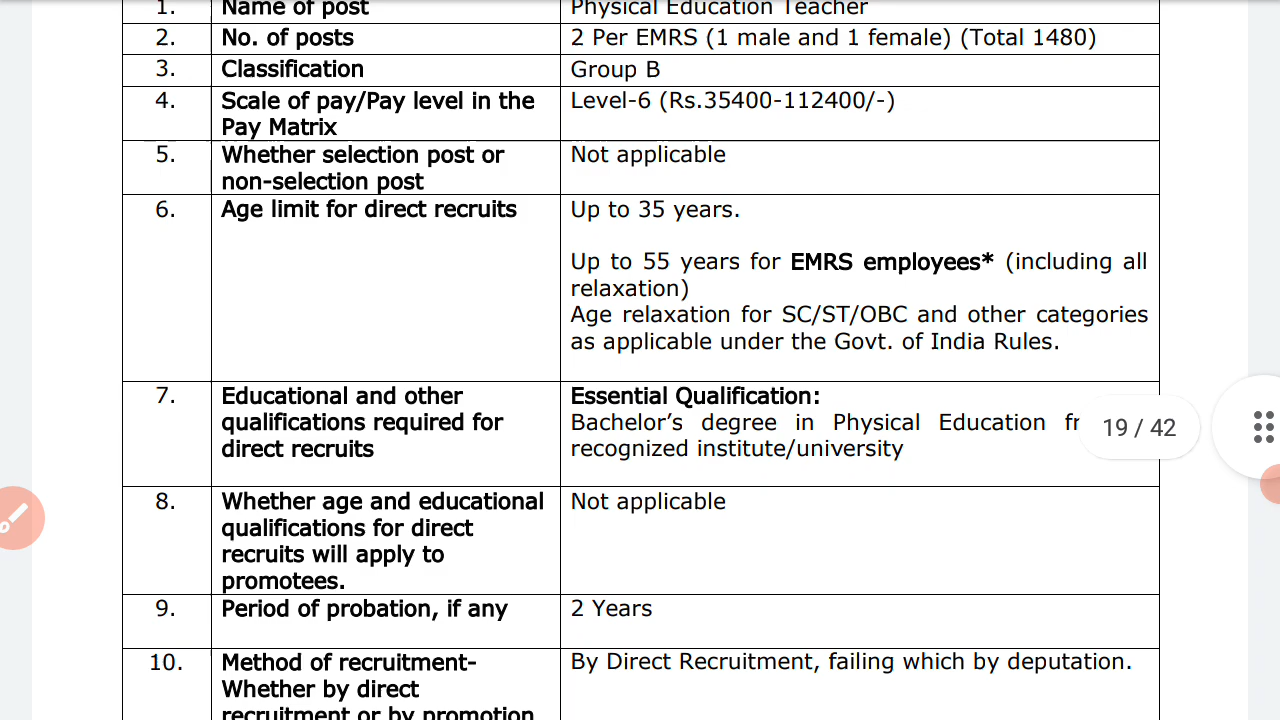 1. Name of post Physical Education Teacher
2. No. of posts 2 Per EMRS (1 male and 1 female) (Total 1480)
3. Classification Group B
4. Scale of pay/Pay level in the Level-6 (Rs.35400-112400/-)
Pay Matrix
5. Whether selection post or Not applicable
non-selection post
6. Age limit for direct recruits Up to 35 years.
Up to 55 years for EMRS employees* (including all
relaxation)
Age relaxation for SC/ST/OBC and other categories
as applicable under the Govt. of India Rules.
7. Educational and other Essential Qualification:
qualifications required for Bachelor's degree in Physical Education
direct recruits recognized institute/university
19 / 42
8. Whether age and educational Not applicable
qualifications for direct
recruits will apply to
promotees.
9. Period of probation, if any 2 Years
10. Method of recruitment- By Direct Recruitment, failing which by deputation.
Whether by direct
recruitment or by promotion